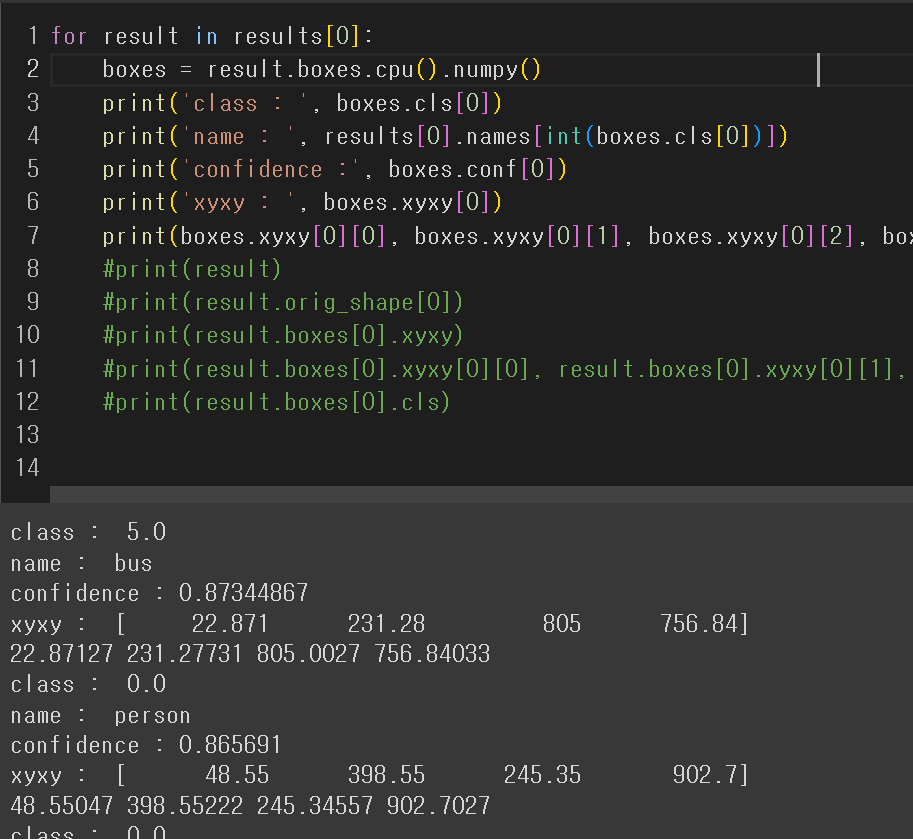 1 for result in results[0]:
2     boxes = result.boxes.cpu().numpy()
3     print('class : ', boxes.cls[0])
4     print('name : ', results[0].names[int(boxes.cls[0])])
5     print('confidence :', boxes.conf[0])
6     print('xyxy : ', boxes.xyxy[0])
7     print(boxes.xyxy[0][0], boxes.xyxy[0][1], boxes.xyxy[0][2], box
8     #print(result)
9     #print(result.orig_shape[0])
10     #print(result.boxes[0].xyxy)
11     #print(result.boxes[0].xyxy[0][0], result.boxes[0].xyxy[0][1],
12     #print(result.boxes[0].cls)
13
14
class :  5.0
name :  bus
confidence : 0.87344867
xyxy :  [     22.871      231.28         805      756.84]
22.87127 231.27731 805.0027 756.84033
class :  0.0
name :  person
confidence : 0.865691
xyxy :  [      48.55      398.55      245.35       902.7]
48.55047 398.55222 245.34557 902.7027
class :  0.0